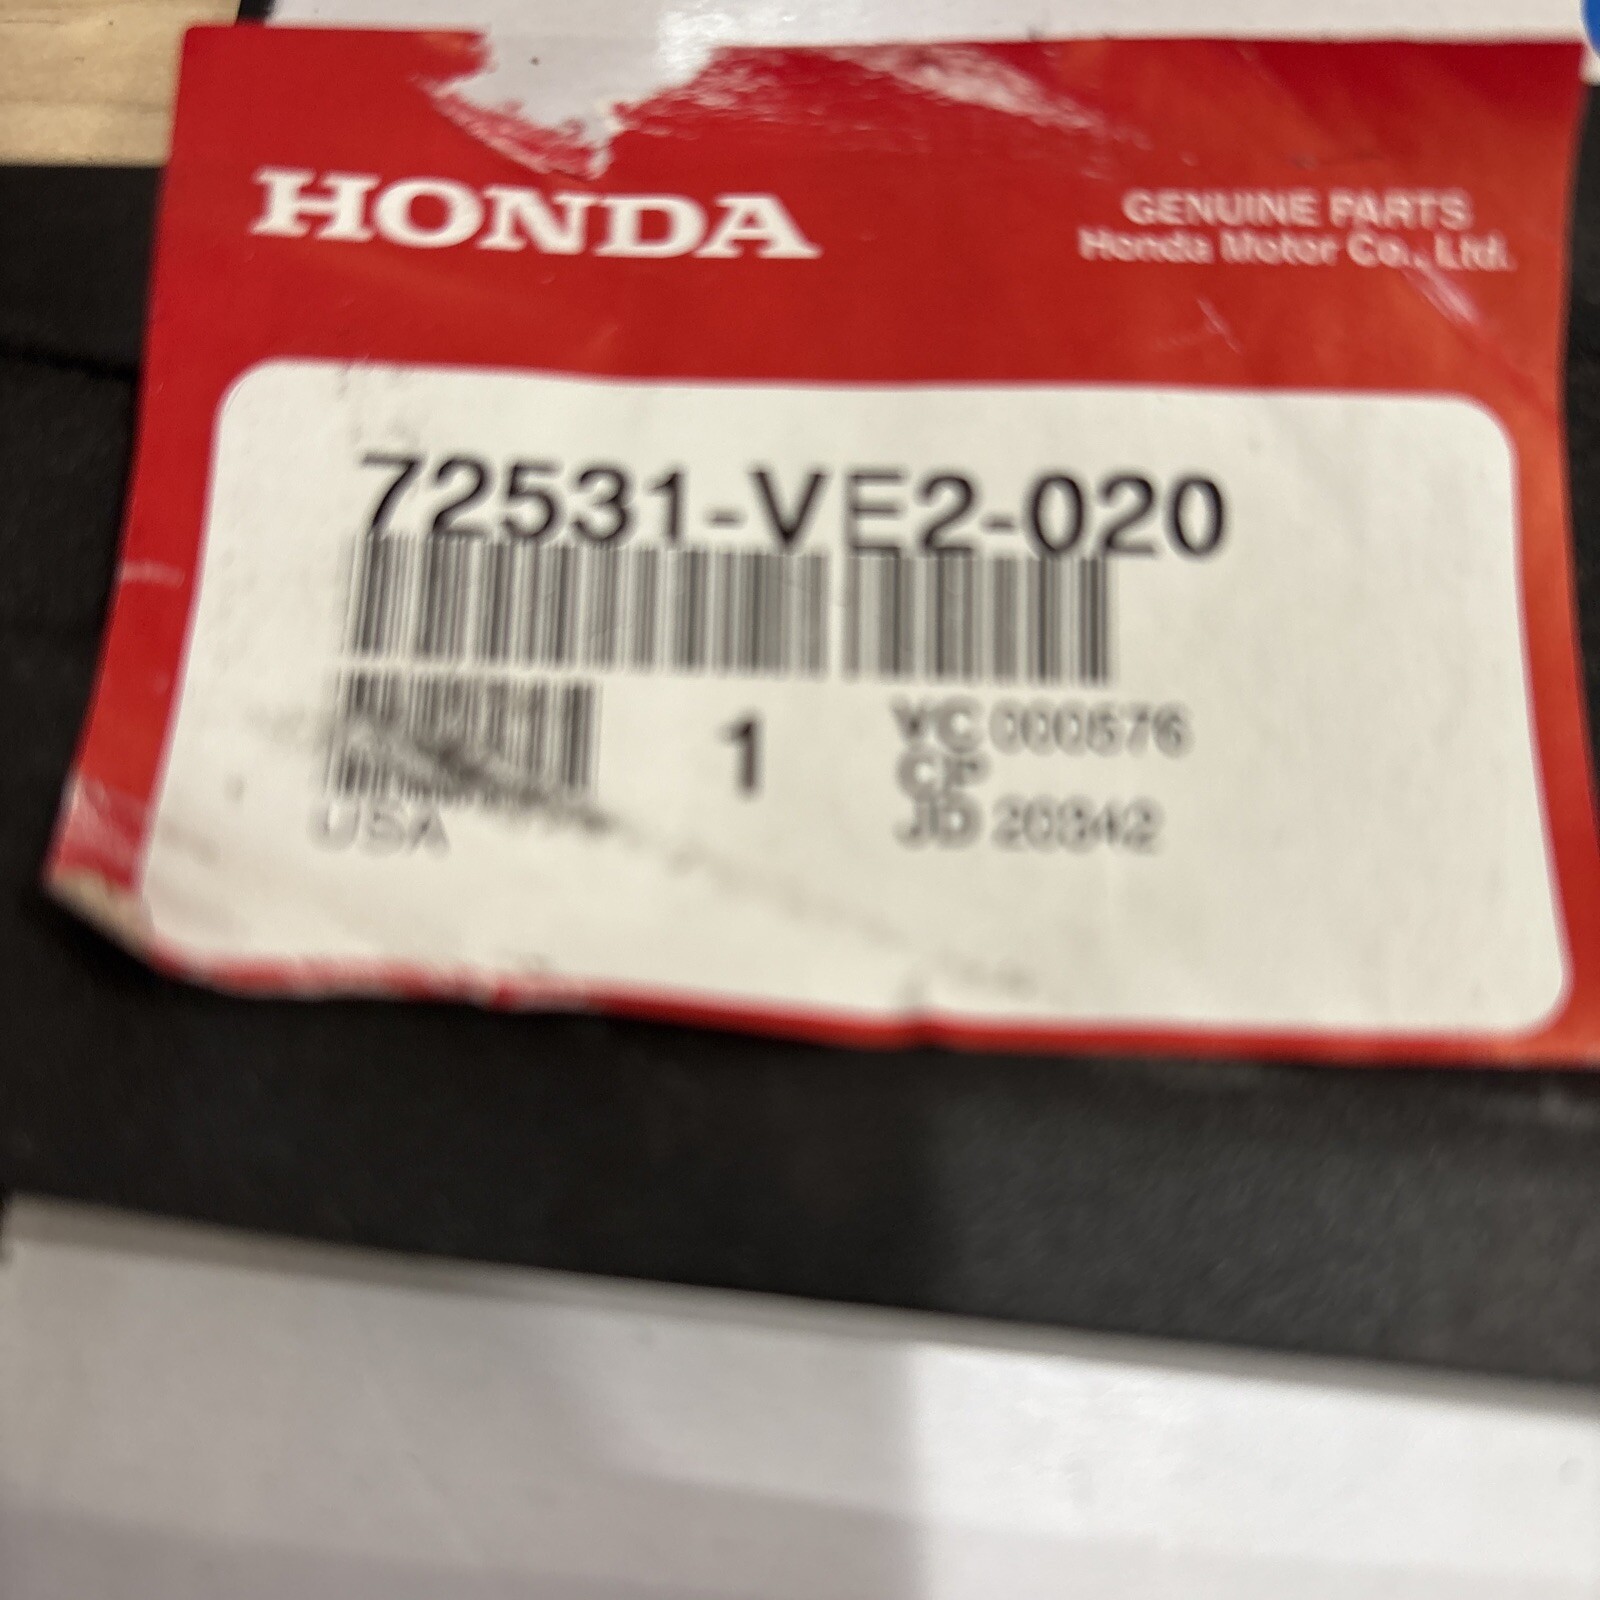 HONDA
GENUINE PARTS
Honda Motor Co., Ltd.
72531-VE2-020
1
VC 000576
CP
JD 20342
USA